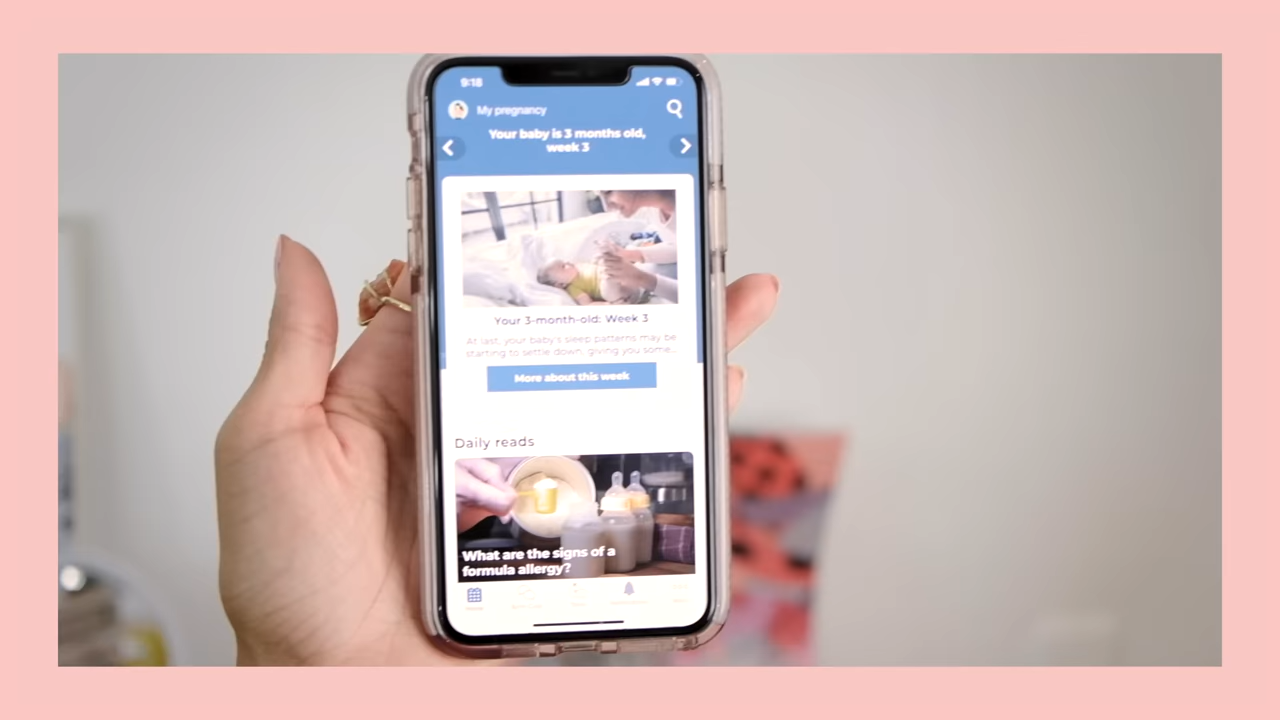 9:18
My pregnancy
Your baby is 3 months old,
week 3
Your 3-month-old: Week 3
At last, your baby's sleep patterns may be
starting to settle down, giving you some...
More about this week
Daily reads
What are the signs of a
formula allergy?